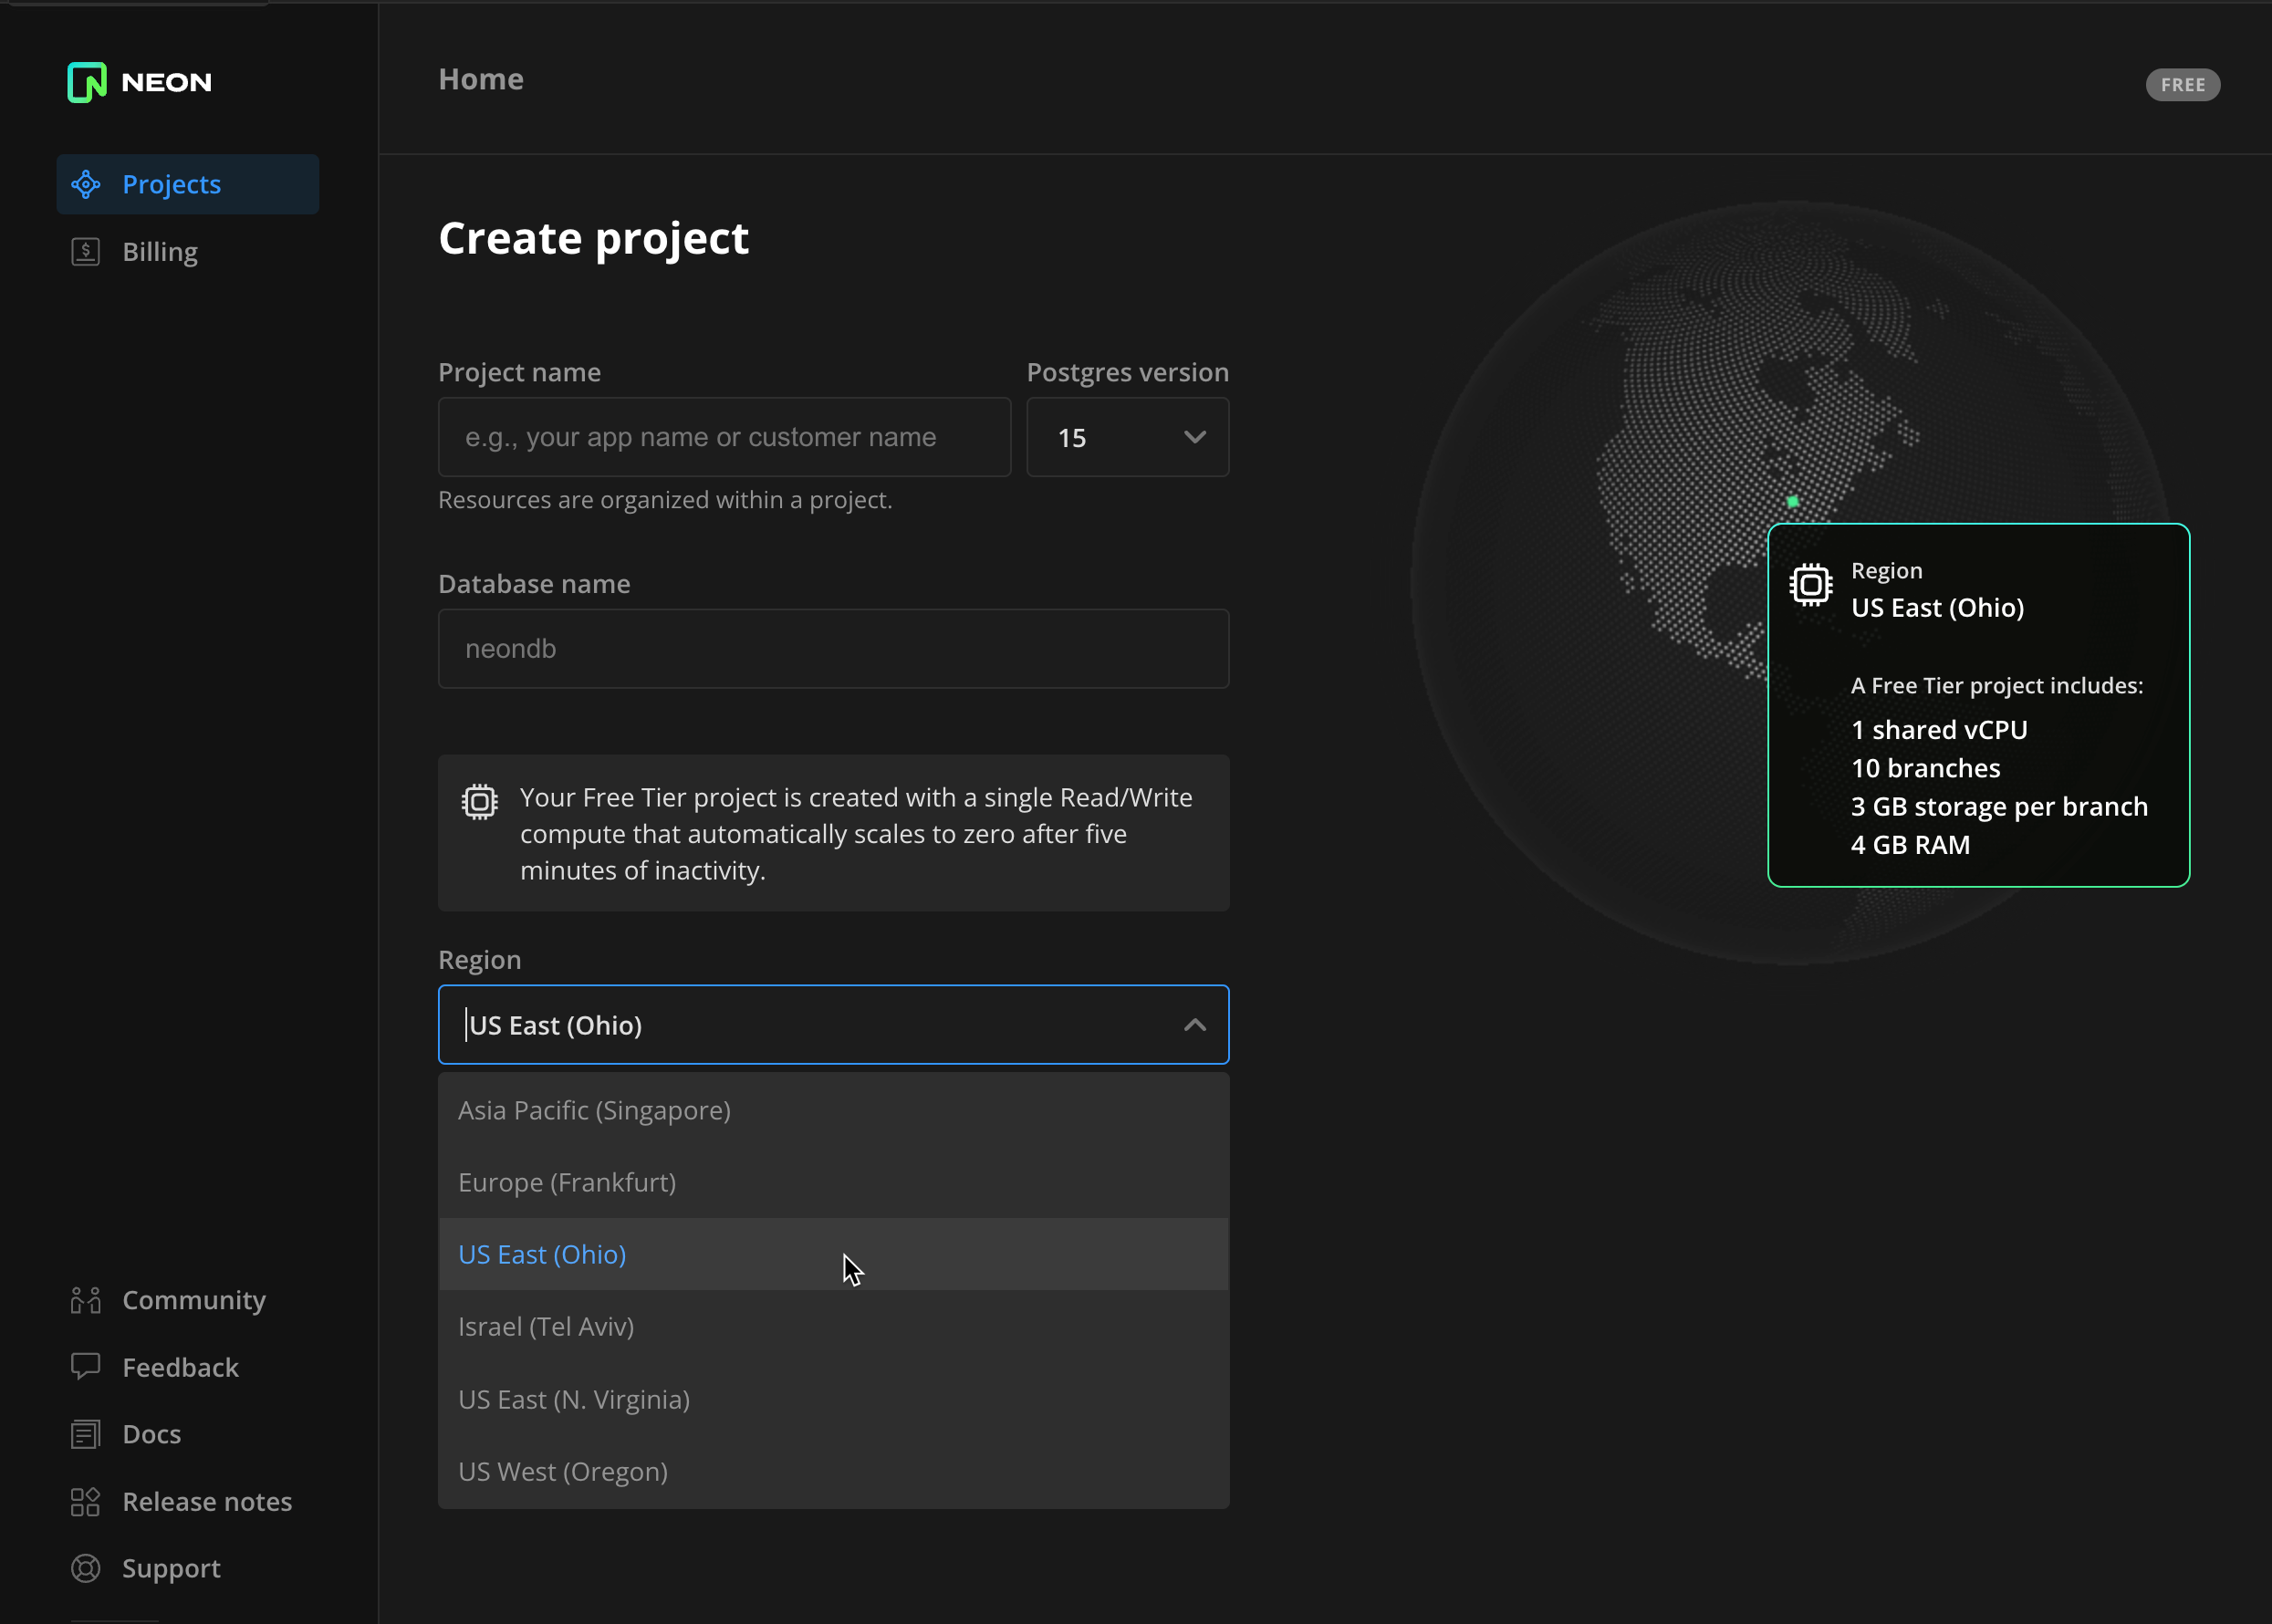 NEON
Projects
Billing
Community
Feedback
Docs
Release notes
Support
Home
FREE
Create project
Project name
e.g., your app name or customer name
Resources are organized within a project.
Postgres version
15
Database name
neondb
Your Free Tier project is created with a single Read/Write
compute that automatically scales to zero after five
minutes of inactivity.
Region
US East (Ohio)
Asia Pacific (Singapore)
Europe (Frankfurt)
US East (Ohio)
Israel (Tel Aviv)
US East (N. Virginia)
US West (Oregon)
Region
US East (Ohio)
A Free Tier project includes:
1 shared vCPU
10 branches
3 GB storage per branch
4 GB RAM